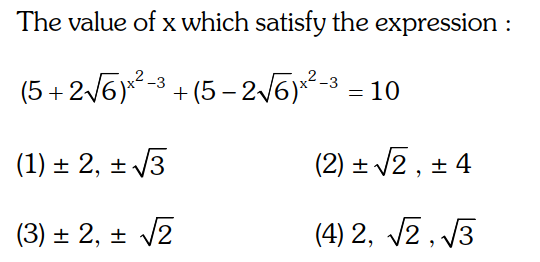 The value of x which satisfy the expression :
(5 + 2√6)^(x² – 3) + (5 – 2√6)^(x² – 3) = 10
(1) ± 2, ± √3 (2) ± √2 , ± 4
(3) ± 2, ± √2 (4) 2, √2 , √3